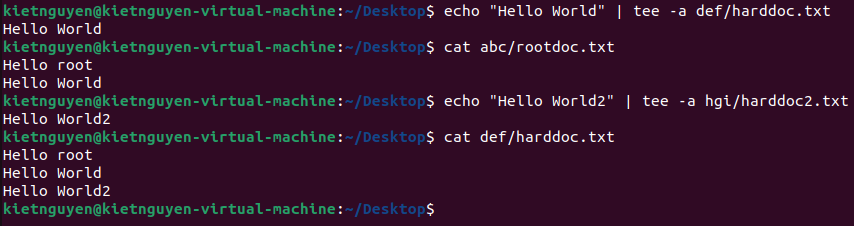 kietnguyen@kietnguyen-virtual-machine:~/Desktop$ echo "Hello World" | tee -a def/harddoc.txt
Hello World
kietnguyen@kietnguyen-virtual-machine:~/Desktop$ cat abc/rootdoc.txt
Hello root
Hello World
kietnguyen@kietnguyen-virtual-machine:~/Desktop$ echo "Hello World2" | tee -a hgi/harddoc2.txt
Hello World2
kietnguyen@kietnguyen-virtual-machine:~/Desktop$ cat def/harddoc.txt
Hello root
Hello World
Hello World2
kietnguyen@kietnguyen-virtual-machine:~/Desktop$